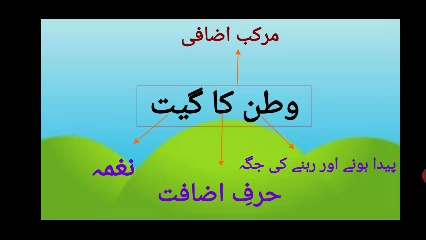 مرکب اضافی
وطن کا گیت
پیدا ہونے اور رہنے کی جگہ
نغمہ
حرفِ اضافت